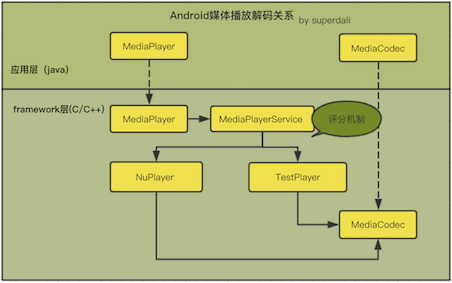 Android媒体播放解码关系 by superdali
MediaPlayer
MediaCodec
应用层（java）
framework层(C/C++)
MediaPlayer
MediaPlayerService
评分机制
NuPlayer
TestPlayer
MediaCodec